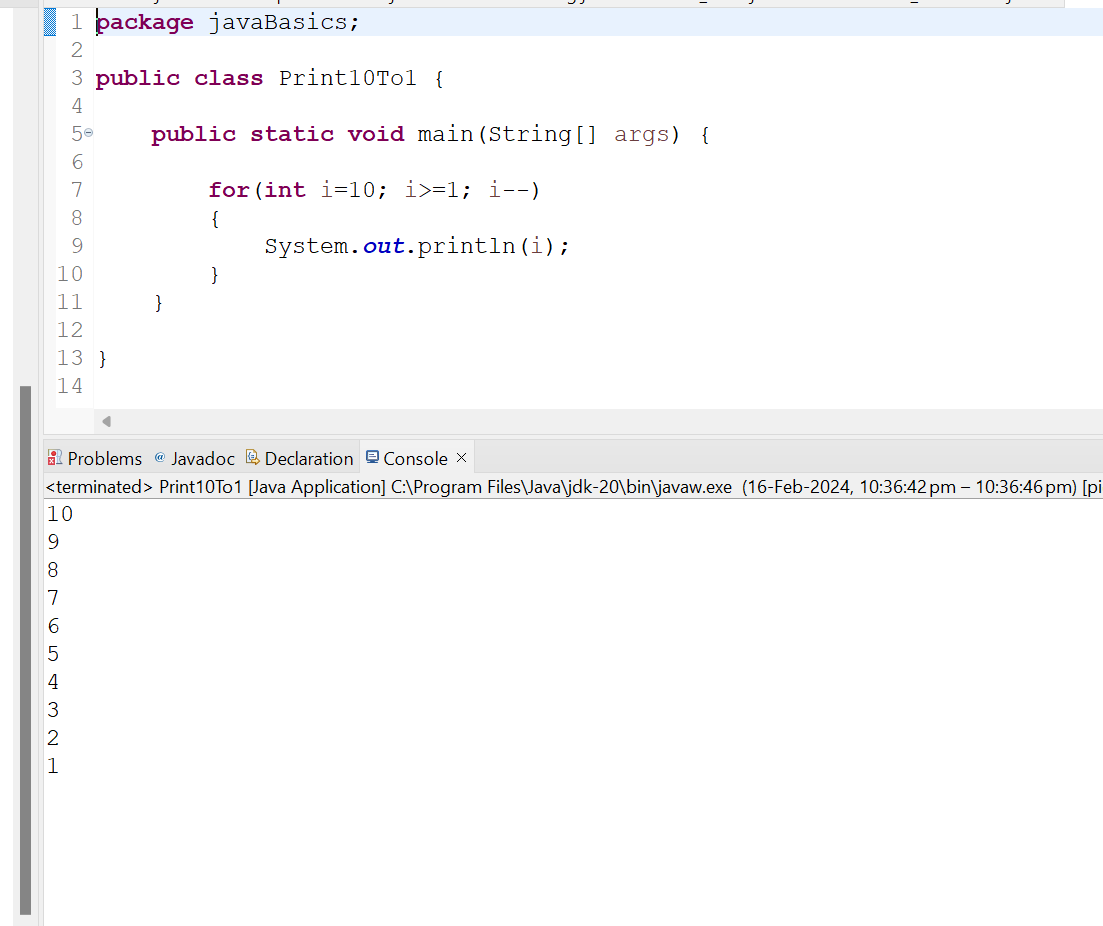 1 package javaBasics;
2
3 public class Print10To1 {
4
5 public static void main(String[] args) {
6
7 for(int i=10; i>=1; i--)
8 {
9 System.out.println(i);
10 }
11 }
12
13 }
14
Problems @ Javadoc Declaration Console ×
<terminated> Print10To1 [Java Application] C:\Program Files\Java\jdk-20\bin\javaw.exe (16-Feb-2024, 10:36:42 pm – 10:36:46 pm) [pi
10
9
8
7
6
5
4
3
2
1